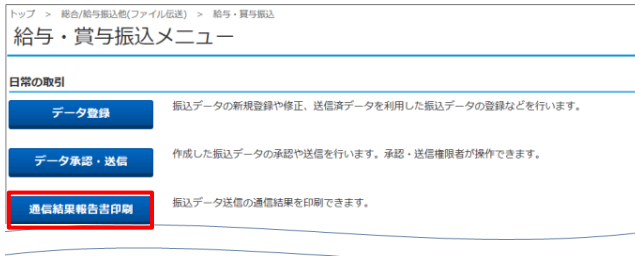 トップ > 総合/給与振込他(ファイル伝送) > 給与・賞与振込
給与・賞与振込メニュー
日常の取引
データ登録
振込データの新規登録や修正、送信済データを利用した振込データの登録などを行います。
データ承認・送信
作成した振込データの承認や送信を行います。承認・送信権限者が操作できます。
通信結果報告書印刷
振込データ送信の通信結果を印刷できます。